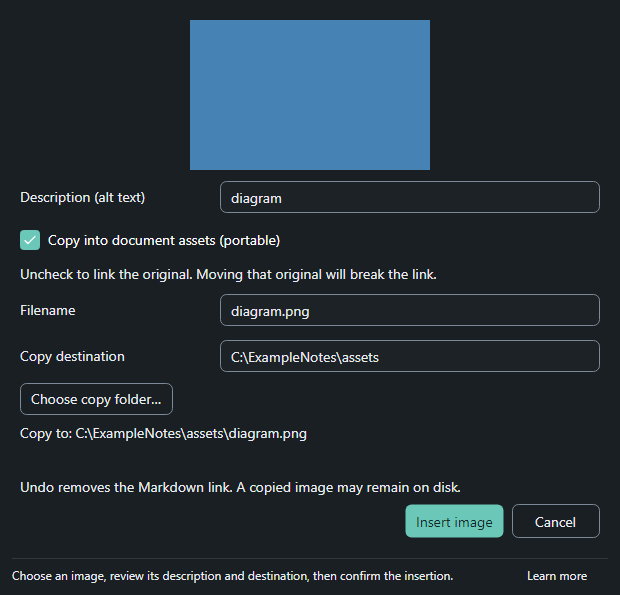 Description (alt text)
diagram
Copy into document assets (portable)
Uncheck to link the original. Moving that original will break the link.
Filename
diagram.png
Copy destination
C:\ExampleNotes\assets
Choose copy folder...
Copy to: C:\ExampleNotes\assets\diagram.png
Undo removes the Markdown link. A copied image may remain on disk.
Insert image
Cancel
Choose an image, review its description and destination, then confirm the insertion.
Learn more